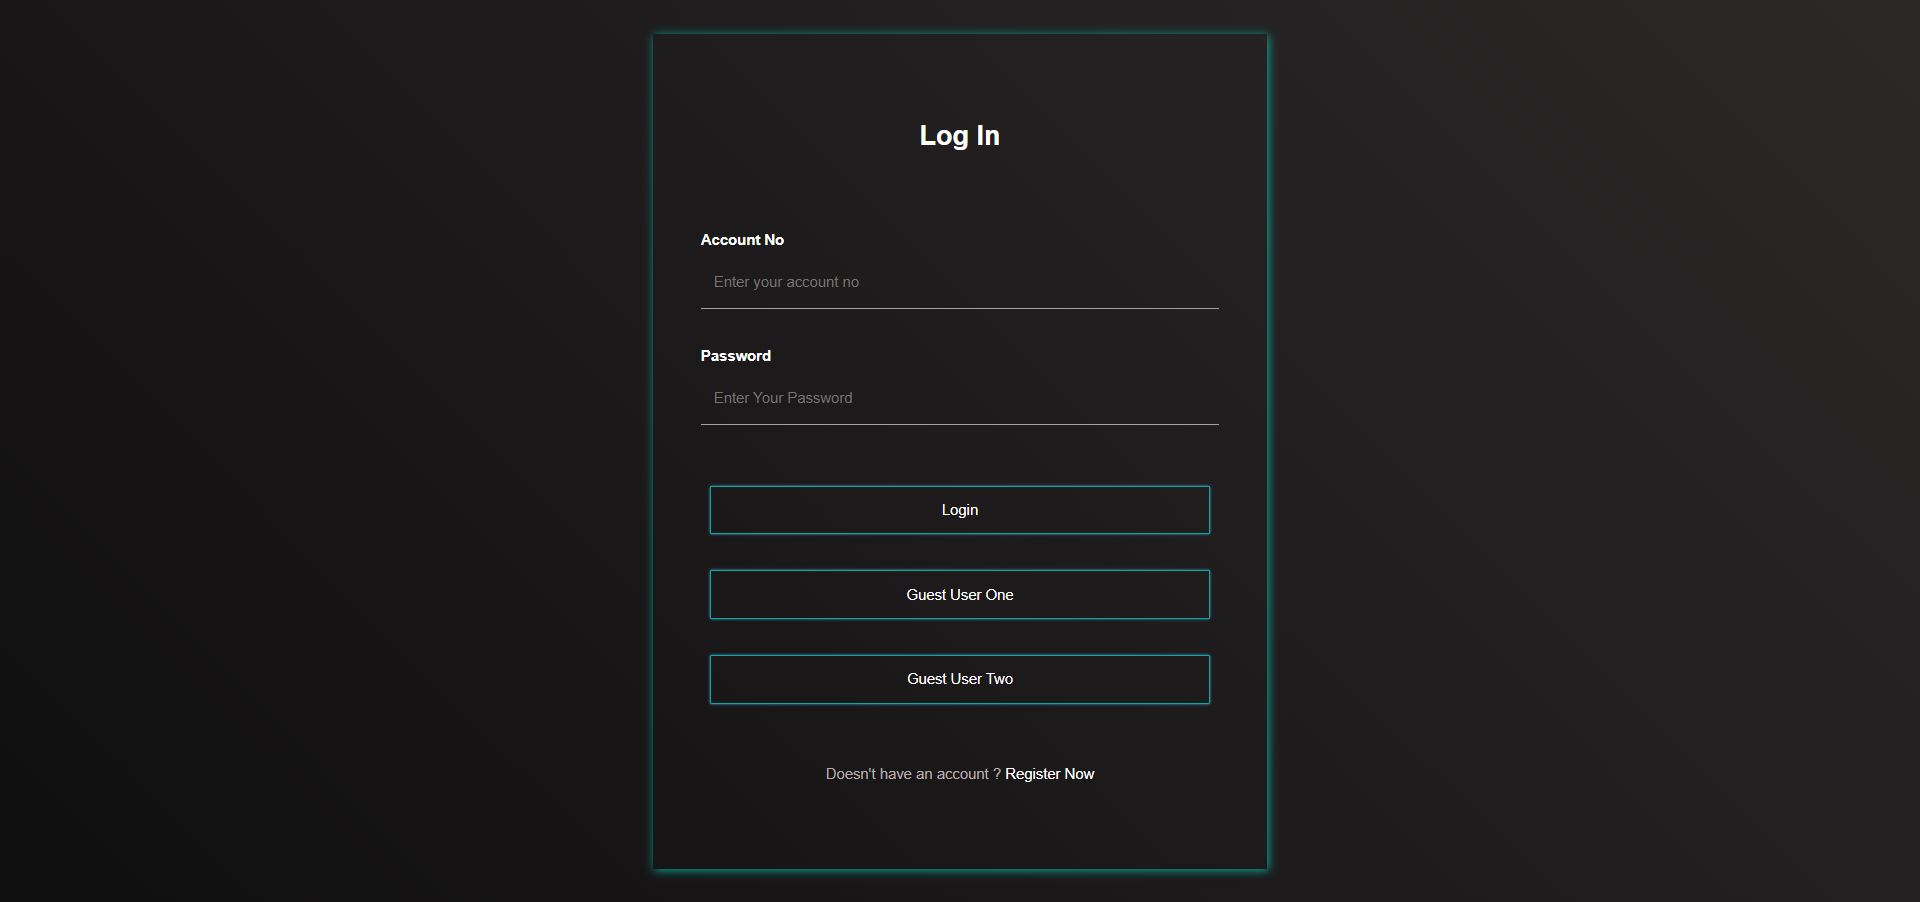 Log In
Account No
Enter your account no
Password
Enter Your Password
Login
Guest User One
Guest User Two
Doesn't have an account ? Register Now